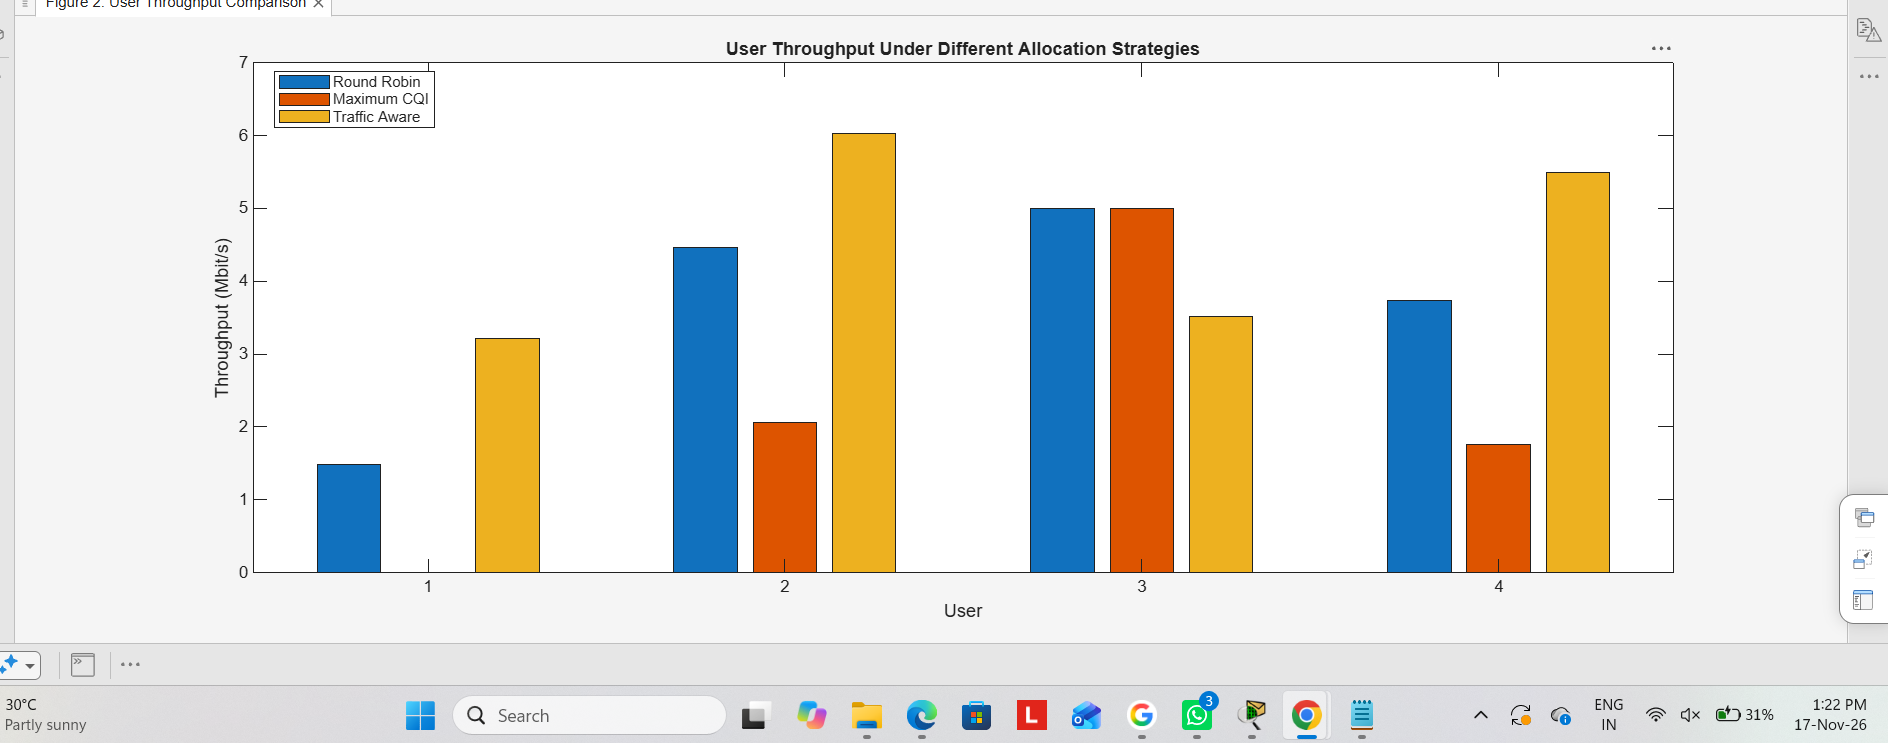 Figure 2: User Throughput Comparison ×
User Throughput Under Different Allocation Strategies
Round Robin
Maximum CQI
Traffic Aware
7
6
5
4
3
2
1
0
Throughput (Mbit/s)
1 2 3 4
User
30°C
Partly sunny
Search
L
3
ENG
IN
31%
1:22 PM
17-Nov-26